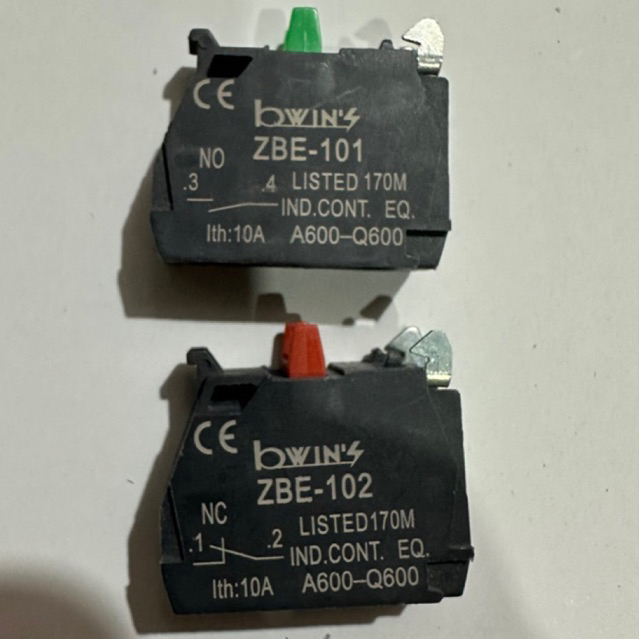 CE
bWIN'S
NO ZBE-101
.3 .4 LISTED 170M
IND.CONT. EQ.
Ith:10A A600–Q600
CE
bWIN'S
ZBE-102
NC LISTED170M
.1 .2 IND.CONT. EQ.
Ith:10A A600–Q600